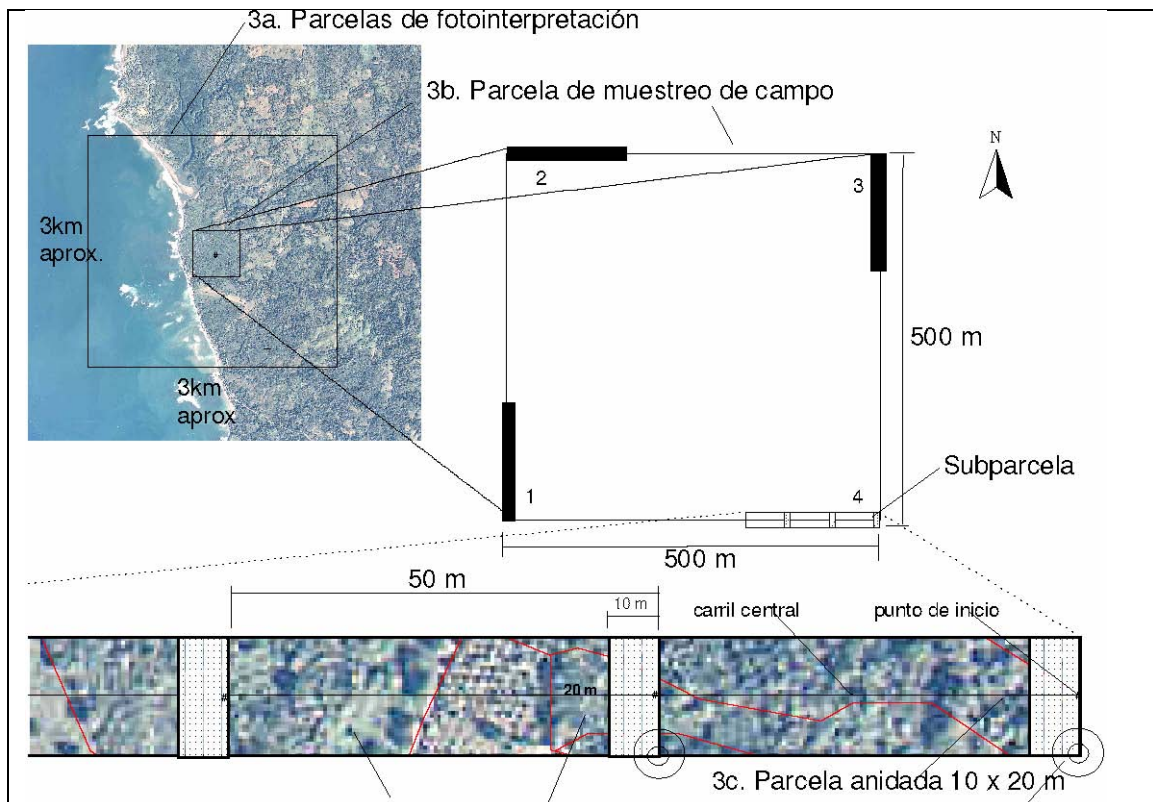 3a. Parcelas de fotointerpretación
3b. Parcela de muestreo de campo
N
2
3
3km
aprox.
500 m
3km
aprox
Subparcela
1
4
500 m
50 m
10 m
carril central
punto de inicio
20 m
3c. Parcela anidada 10 x 20 m